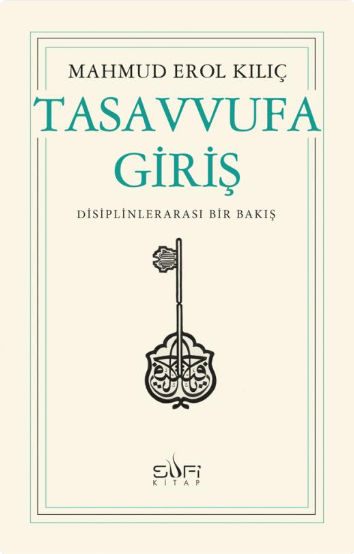 MAHMUD EROL KILIÇ
TASAVVUFA
GİRİŞ
DİSİPLİNLERARASI BİR BAKIŞ
SUFİ
KİTAP